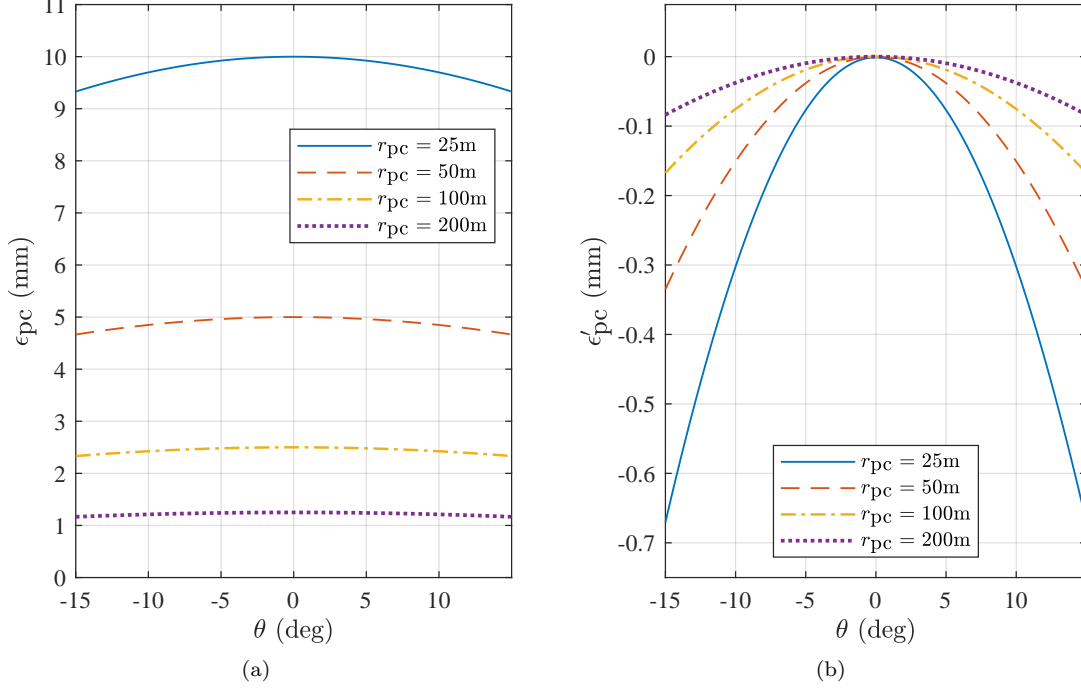 11
10
9
8
7
6
5
4
3
2
1
0
ϵpc (mm)
rpc = 25m
rpc = 50m
rpc = 100m
rpc = 200m
-15 -10 -5 0 5 10
θ (deg)
(a)
0
-0.1
-0.2
-0.3
-0.4
-0.5
-0.6
-0.7
ϵ′pc (mm)
rpc = 25m
rpc = 50m
rpc = 100m
rpc = 200m
-15 -10 -5 0 5 10
θ (deg)
(b)